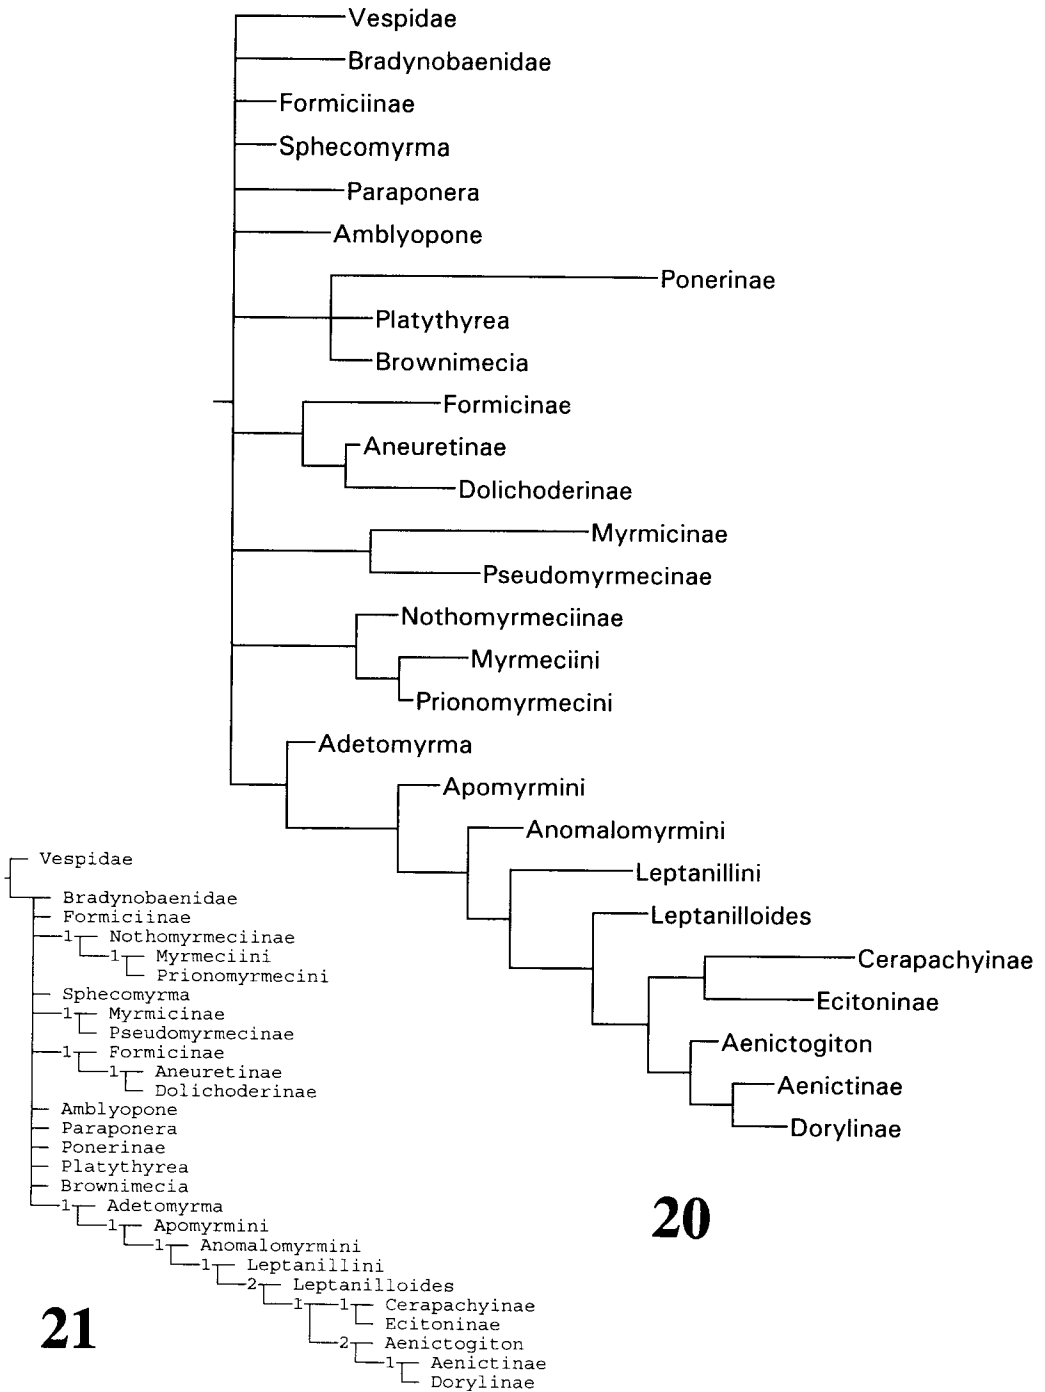 Vespidae
Bradynobaenidae
Formiciinae
Sphecomyrma
Paraponera
Amblyopone
Ponerinae
Platythyrea
Brownimecia
Formicinae
Aneuretinae
Dolichoderinae
Myrmicinae
Pseudomyrmecinae
Nothomyrmeciinae
Myrmeciini
Prionomyrmecini
Adetomyrma
Apomyrmini
Anomalomyrmini
Leptanillini
Leptanilloides
Cerapachyinae
Ecitoninae
Aenictogiton
Aenictinae
Dorylinae
20
Vespidae
Bradynobaenidae
Formiciinae
1 Nothomyrmeciinae
1 Myrmeciini
Prionomyrmecini
Sphecomyrma
1 Myrmicinae
Pseudomyrmecinae
1 Formicinae
1 Aneuretinae
Dolichoderinae
Amblyopone
Paraponera
Ponerinae
Platythyrea
Brownimecia
1 Adetomyrma
1 Apomyrmini
1 Anomalomyrmini
1 Leptanillini
2 Leptanilloides
1 1 Cerapachyinae
Ecitoninae
2 Aenictogiton
1 Aenictinae
Dorylinae
21